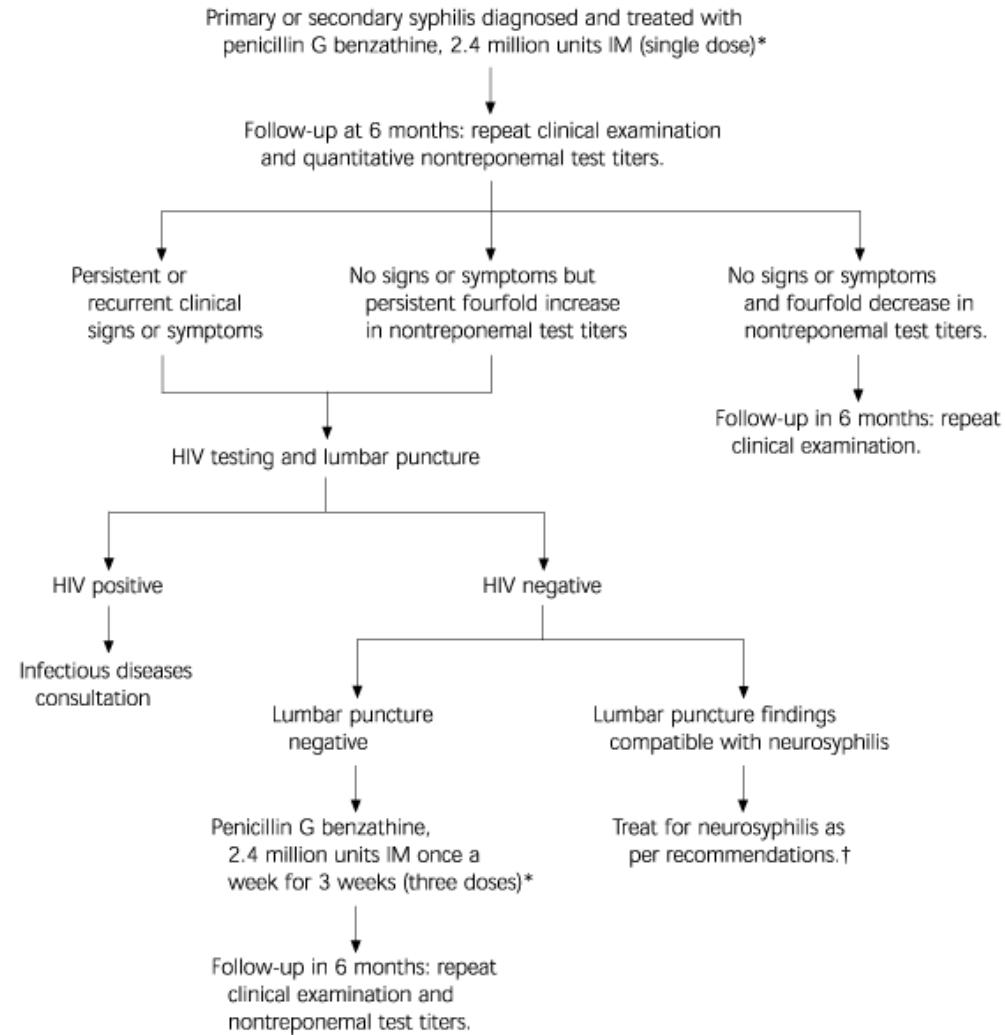 Primary or secondary syphilis diagnosed and treated with
penicillin G benzathine, 2.4 million units IM (single dose)*
Follow-up at 6 months: repeat clinical examination
and quantitative nontreponemal test titers.
Persistent or
recurrent clinical
signs or symptoms
No signs or symptoms but
persistent fourfold increase
in nontreponemal test titers
No signs or symptoms
and fourfold decrease in
nontreponemal test titers.
Follow-up in 6 months: repeat
clinical examination.
HIV testing and lumbar puncture
HIV positive
HIV negative
Infectious diseases
consultation
Lumbar puncture
negative
Lumbar puncture findings
compatible with neurosyphilis
Penicillin G benzathine,
2.4 million units IM once a
week for 3 weeks (three doses)*
Treat for neurosyphilis as
per recommendations.†
Follow-up in 6 months: repeat
clinical examination and
nontreponemal test titers.